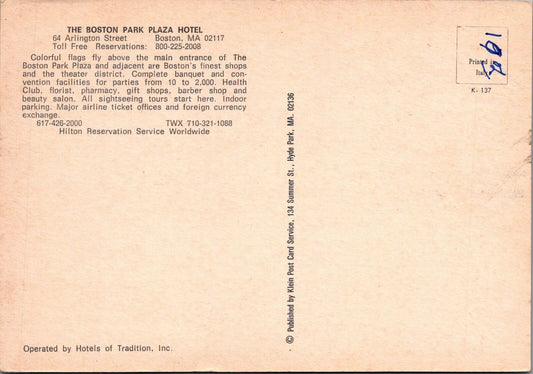 THE BOSTON PARK PLAZA HOTEL
64 Arlington Street Boston, MA 02117
Toll Free Reservations: 800-225-2008
Colorful flags fly above the main entrance of The
Boston Park Plaza and adjacent are Boston's finest shops
and the theater district. Complete banquet and con-
vention facilities for parties from 10 to 2,000. Health
Club, florist, pharmacy, gift shops, barber shop and
beauty salon. All sightseeing tours start here. Indoor
parking. Major airline ticket offices and foreign currency
exchange.
617-426-2000 TWX 710-321-1088
Hilton Reservation Service Worldwide
Operated by Hotels of Tradition, Inc.
© Published by Klein Post Card Service, 134 Summer St., Hyde Park, MA. 02136
Printed in
Italy
K. 137